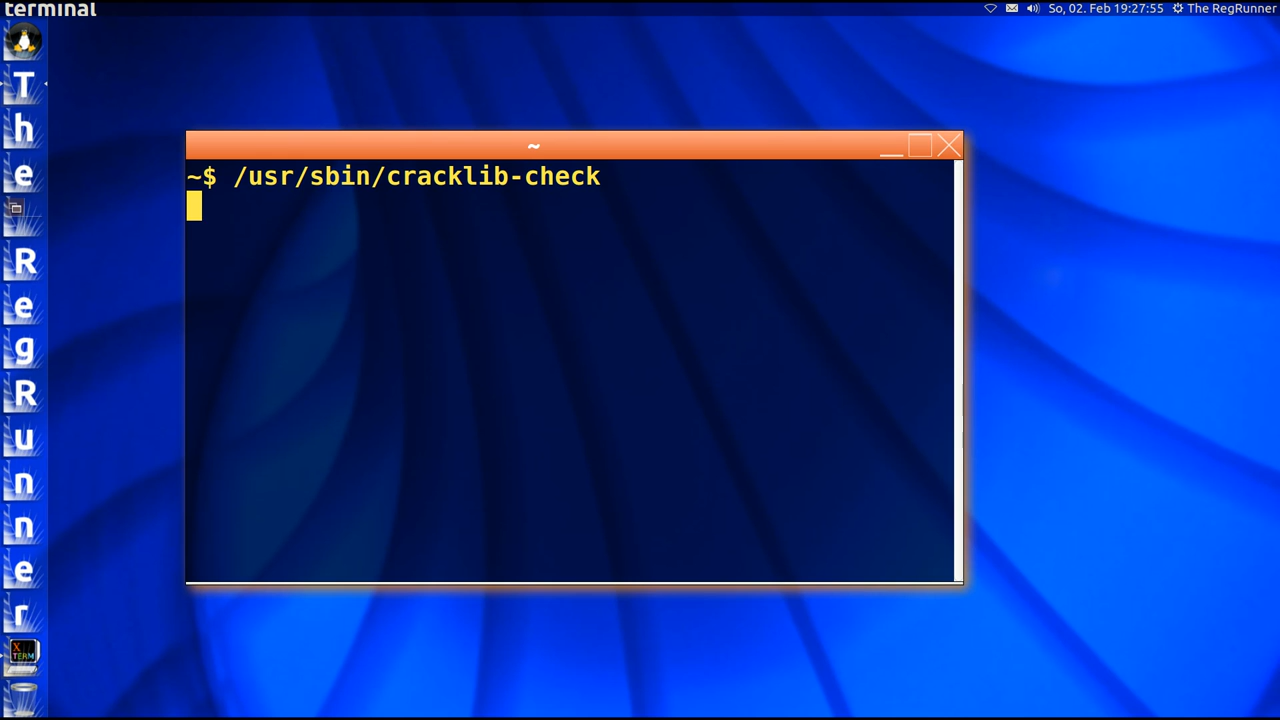 terminal
So, 02. Feb 19:27:55 The RegRunner
T
h
e
R
e
g
R
u
n
n
e
r
X
TERM
~
~$ /usr/sbin/cracklib-check